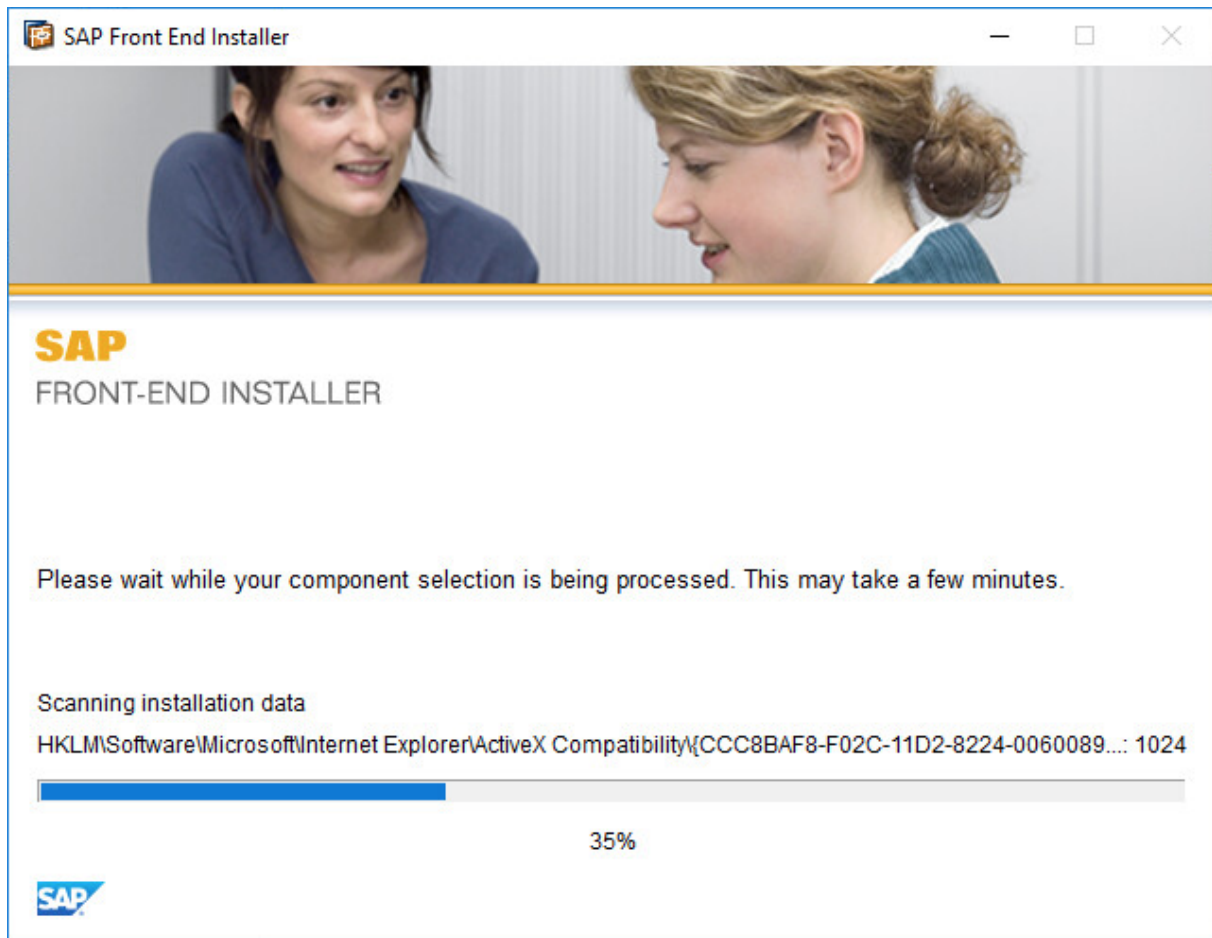 SAP Front End Installer
SAP
FRONT-END INSTALLER
Please wait while your component selection is being processed. This may take a few minutes.
Scanning installation data
HKLM\Software\Microsoft\Internet Explorer\ActiveX Compatibility\{CCC8BAF8-F02C-11D2-8224-0060089...: 1024
35%
SAP